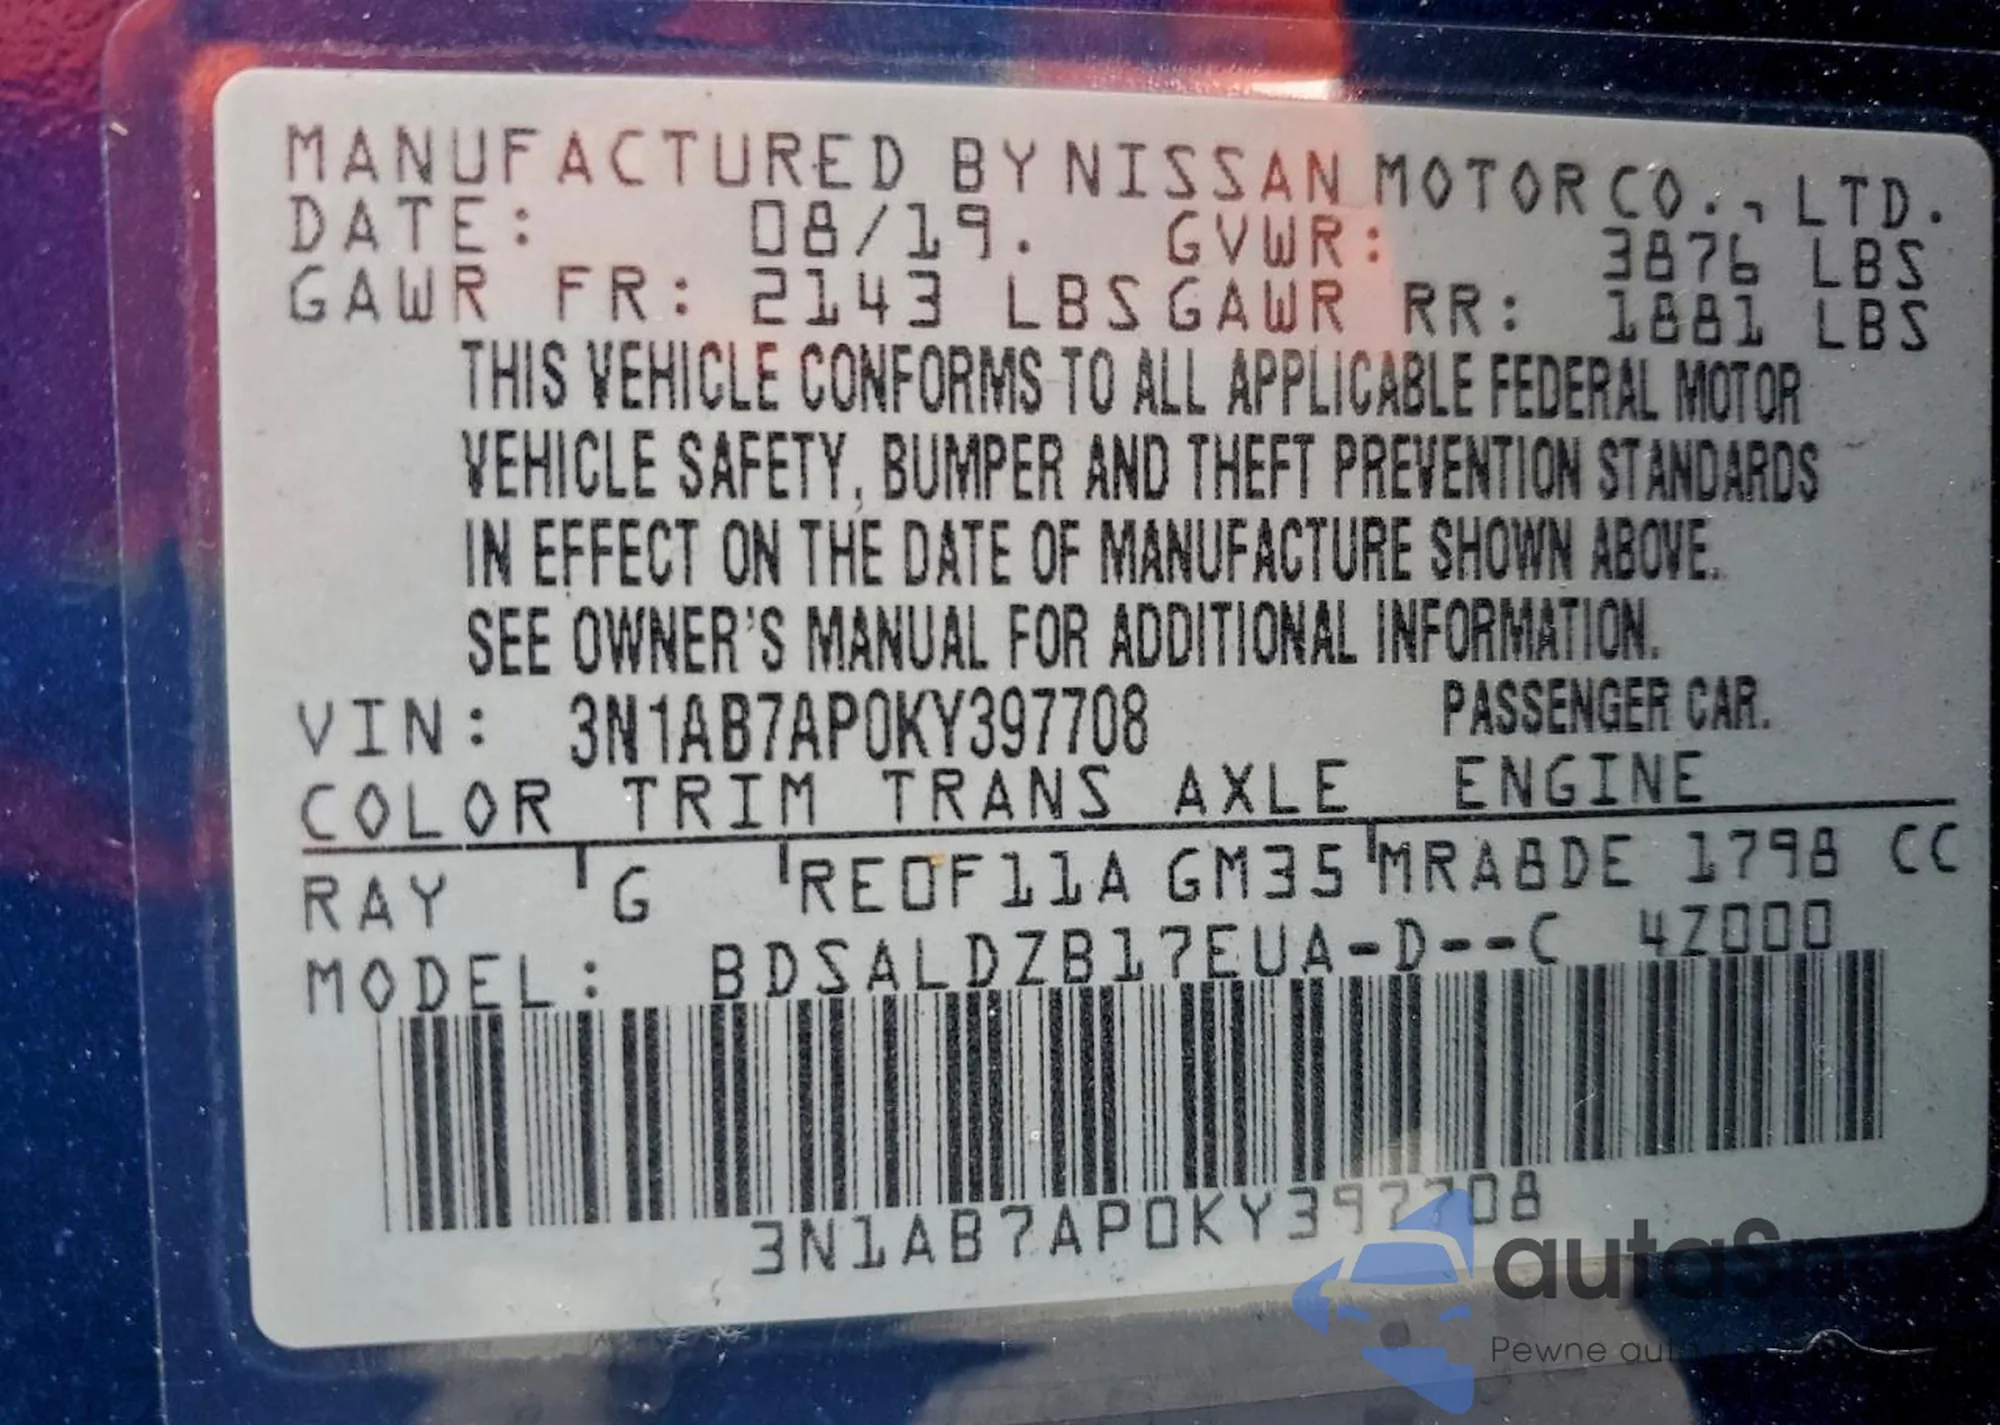 MANUFACTURED BY NISSAN MOTOR CO., LTD.
DATE: 08/19. GVWR: 3876 LBS
GAWR FR: 2143 LBS GAWR RR: 1881 LBS
THIS VEHICLE CONFORMS TO ALL APPLICABLE FEDERAL MOTOR
VEHICLE SAFETY, BUMPER AND THEFT PREVENTION STANDARDS
IN EFFECT ON THE DATE OF MANUFACTURE SHOWN ABOVE.
SEE OWNER'S MANUAL FOR ADDITIONAL INFORMATION.
VIN: 3N1AB7AP0KY397708 PASSENGER CAR.
COLOR TRIM TRANS AXLE ENGINE
RAY G RE0F11A GM35 MRA8DE 1798 CC
MODEL: BDSALDZB17EUA-D--C 4Z000
3N1AB7AP0KY397708
Pewne